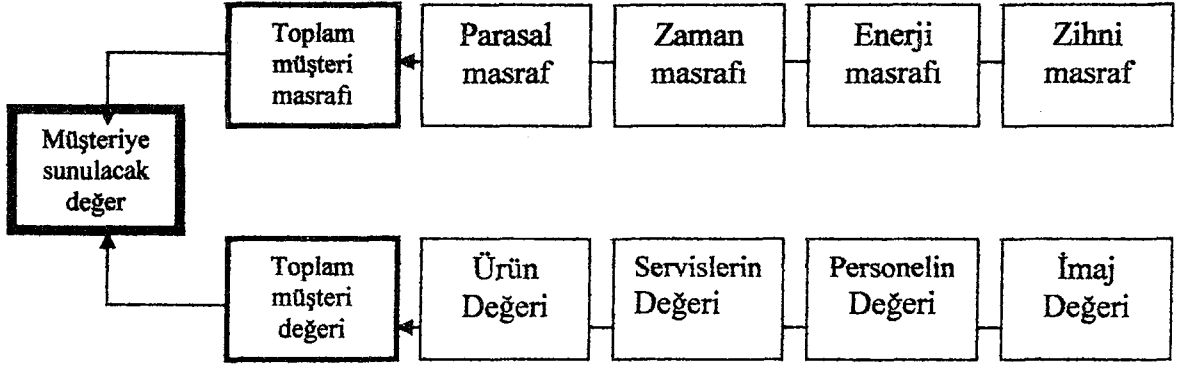 Toplam
müşteri
masrafı
Parasal
masraf
Zaman
masrafı
Enerji
masrafı
Zihni
masraf
Müşteriye
sunulacak
değer
Toplam
müşteri
değeri
Ürün
Değeri
Servislerin
Değeri
Personelin
Değeri
İmaj
Değeri